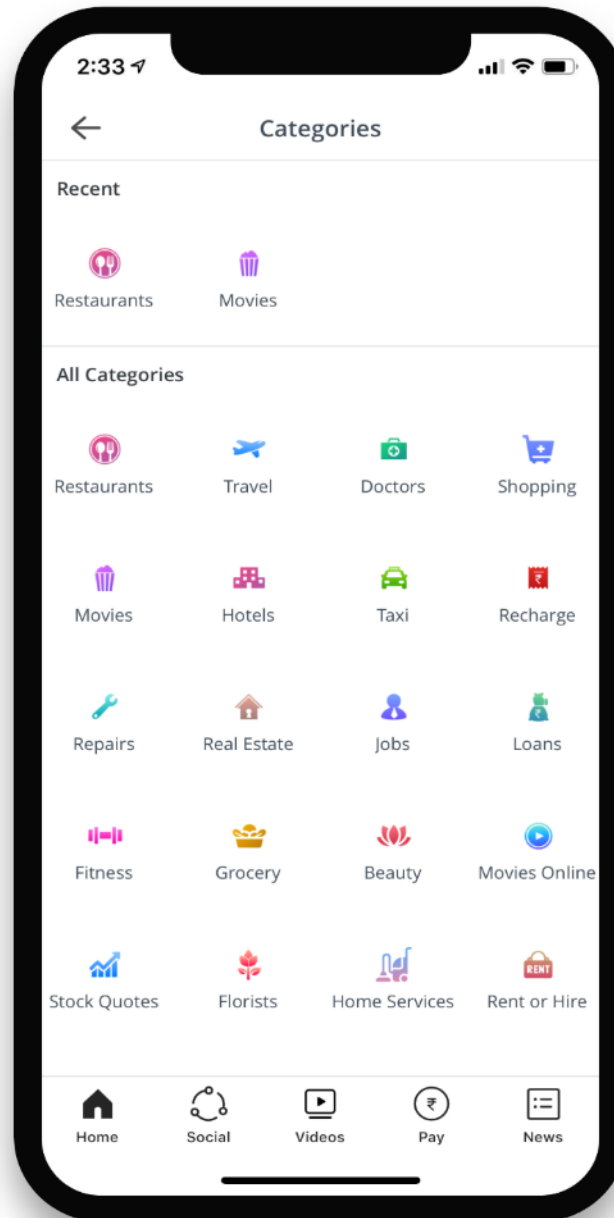 2:33
Categories
Recent
Restaurants Movies
All Categories
Restaurants Travel Doctors Shopping
Movies Hotels Taxi Recharge
Repairs Real Estate Jobs Loans
Fitness Grocery Beauty Movies Online
RENT
Stock Quotes Florists Home Services Rent or Hire
Home Social Videos Pay News